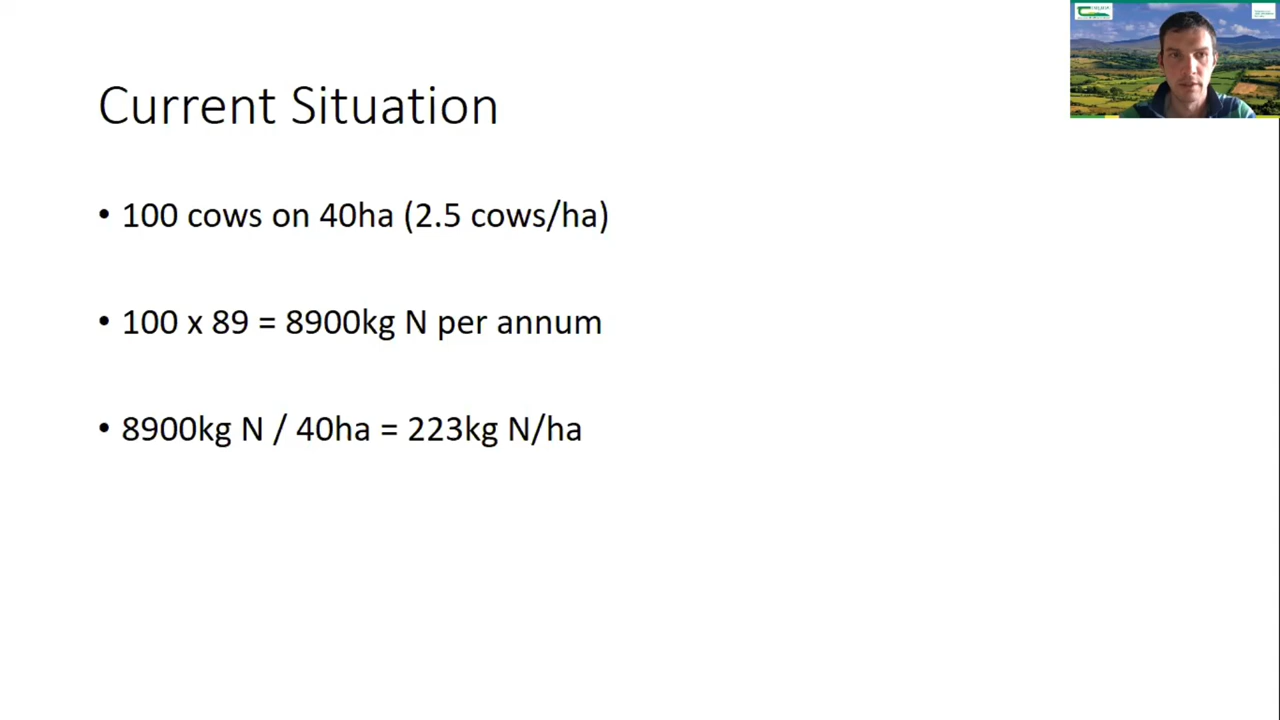 Current Situation
• 100 cows on 40ha (2.5 cows/ha)
• 100 x 89 = 8900kg N per annum
• 8900kg N / 40ha = 223kg N/ha